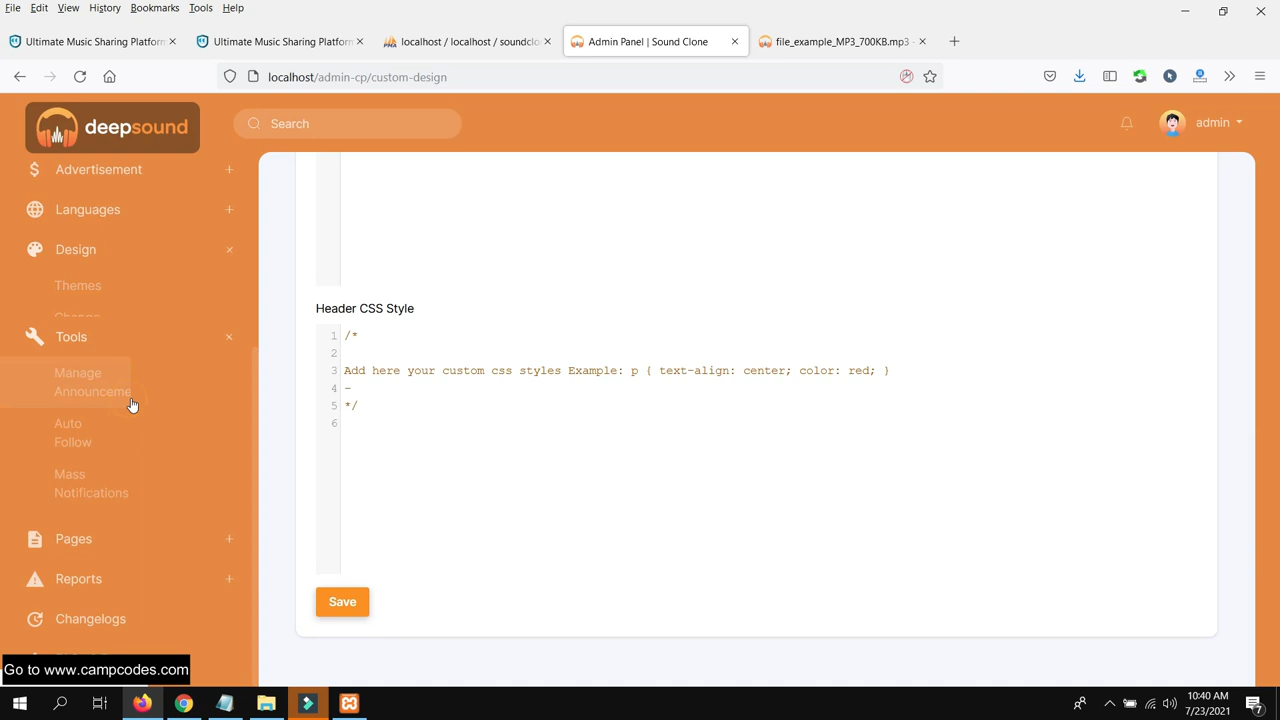 File Edit View History Bookmarks Tools Help
Ultimate Music Sharing Platform
Ultimate Music Sharing Platform
localhost / localhost / soundclo
Admin Panel | Sound Clone
file_example_MP3_700KB.mp3 -
localhost/admin-cp/custom-design
deepsound
Search
admin
Advertisement
Languages
Design
Themes
Tools
Manage
Announceme
Auto
Follow
Mass
Notifications
Pages
Reports
Changelogs
Header CSS Style
1 /*
2
3 Add here your custom css styles Example: p { text-align: center; color: red; }
4 -
5 */
6
Save
Go to www.campcodes.com
10:40 AM
7/23/2021
7